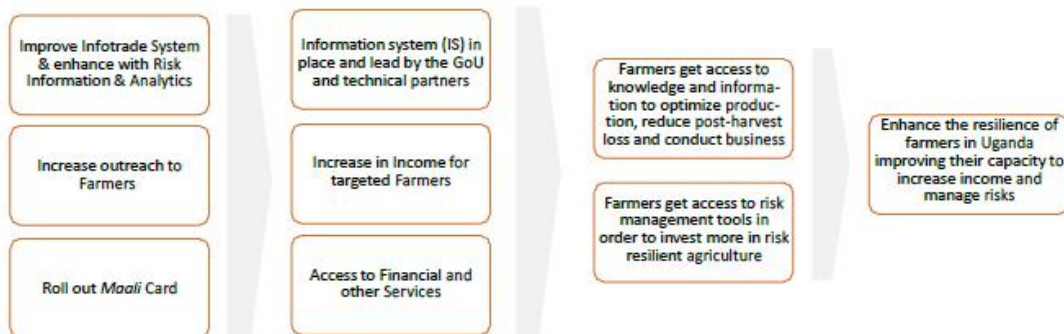 Improve Infotrade System
& enhance with Risk
Information & Analytics
Increase outreach to
Farmers
Roll out Maali Card
Information system (IS) in
place and lead by the GoU
and technical partners
Increase in Income for
targeted Farmers
Access to Financial and
other Services
Farmers get access to
knowledge and informa-
tion to optimize produc-
tion, reduce post-harvest
loss and conduct business
Farmers get access to risk
management tools in
order to invest more in risk
resilient agriculture
Enhance the resilience of
farmers in Uganda
improving their capacity to
increase income and
manage risks